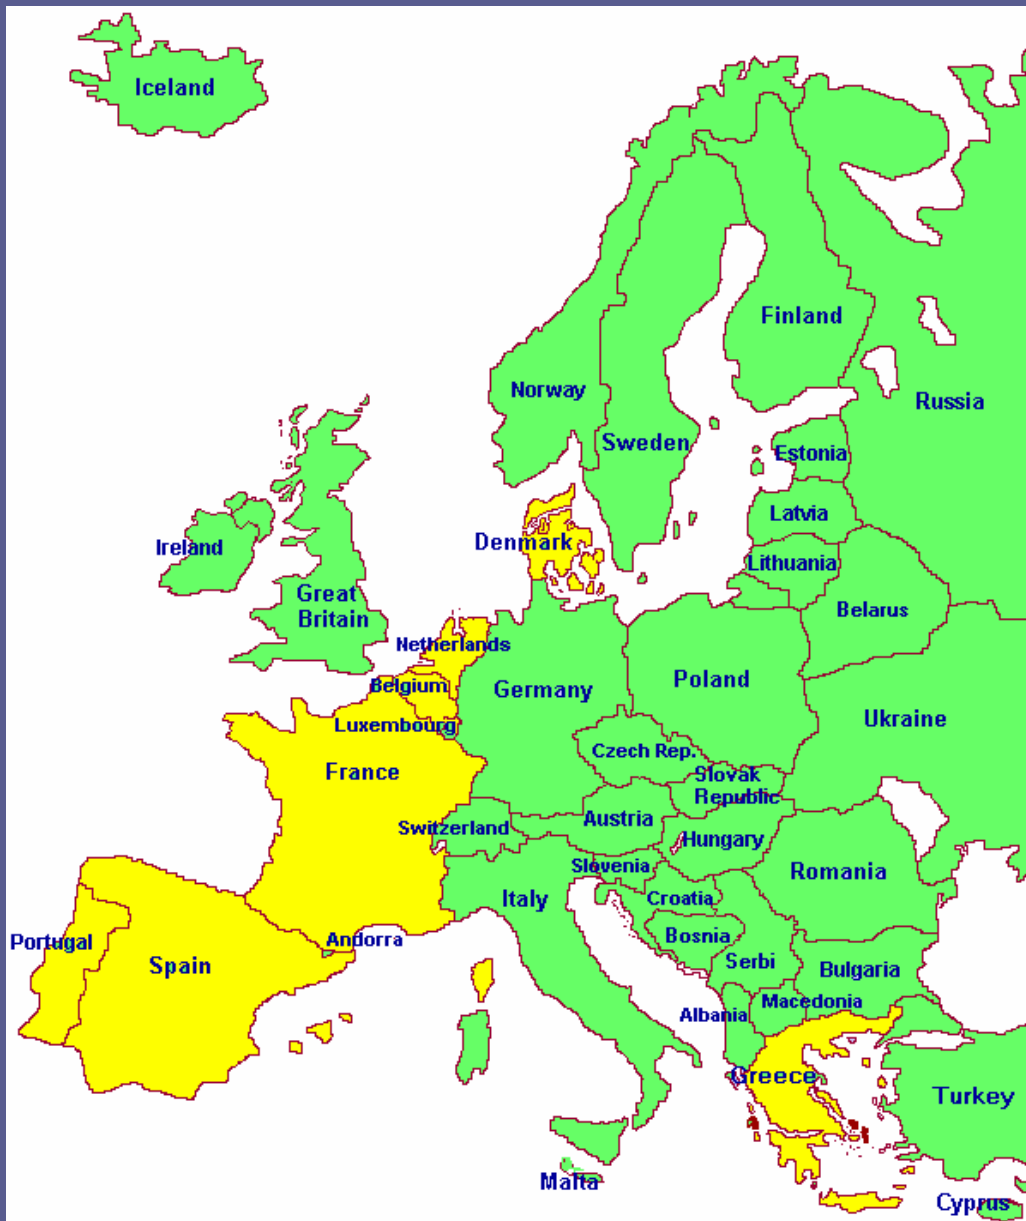 Iceland
Finland
Norway
Russia
Sweden
Estonia
Latvia
Denmark
Ireland
Lithuania
Great
Britain
Belarus
Netherlands
Belgium
Germany
Poland
Luxembourg
Ukraine
Czech Rep.
France
Slovak
Republic
Austria
Switzerland
Hungary
Slovenia
Romania
Italy
Croatia
Bosnia
Portugal
Andorra
Spain
Serbi
Bulgaria
Macedonia
Albania
Greece
Turkey
Malta
Cyprus